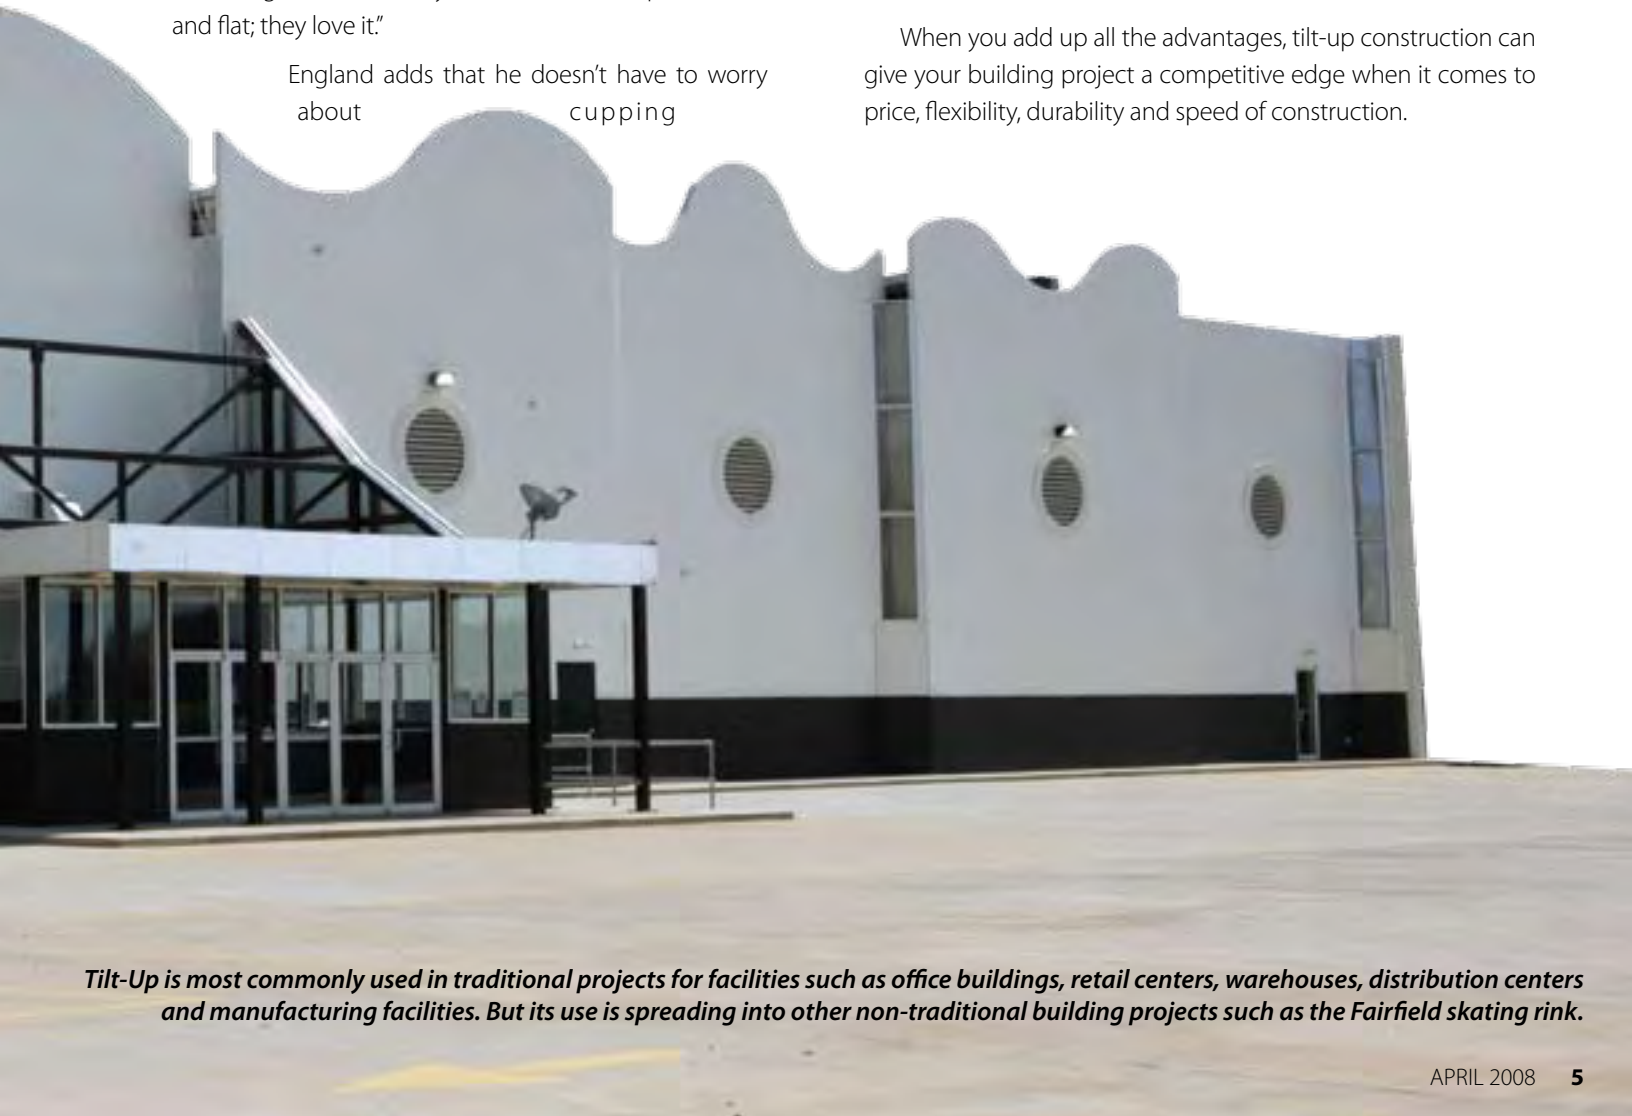 and flat; they love it.”
England adds that he doesn’t have to worry
about cupping
When you add up all the advantages, tilt-up construction can
give your building project a competitive edge when it comes to
price, flexibility, durability and speed of construction.
Tilt-Up is most commonly used in traditional projects for facilities such as office buildings, retail centers, warehouses, distribution centers
and manufacturing facilities. But its use is spreading into other non-traditional building projects such as the Fairfield skating rink.
APRIL 2008 5